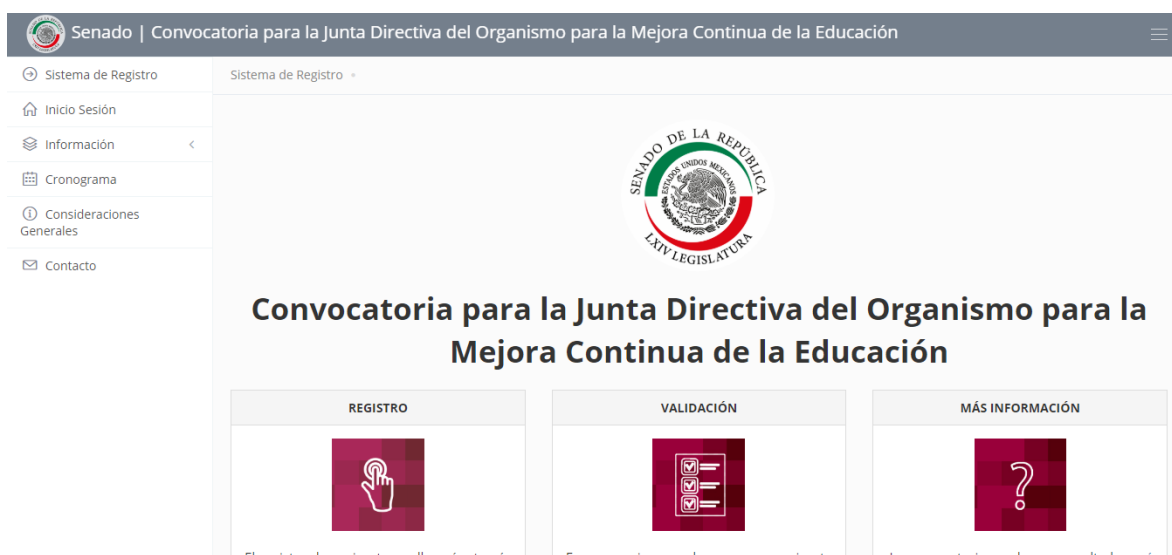 Senado | Convocatoria para la Junta Directiva del Organismo para la Mejora Continua de la Educación
Sistema de Registro
Inicio Sesión
Información
Cronograma
Consideraciones
Generales
Contacto
Sistema de Registro
SENADO DE LA REPÚBLICA
ESTADOS UNIDOS MEXICANOS
LXIV LEGISLATURA
Convocatoria para la Junta Directiva del Organismo para la
Mejora Continua de la Educación
REGISTRO
VALIDACIÓN
MÁS INFORMACIÓN